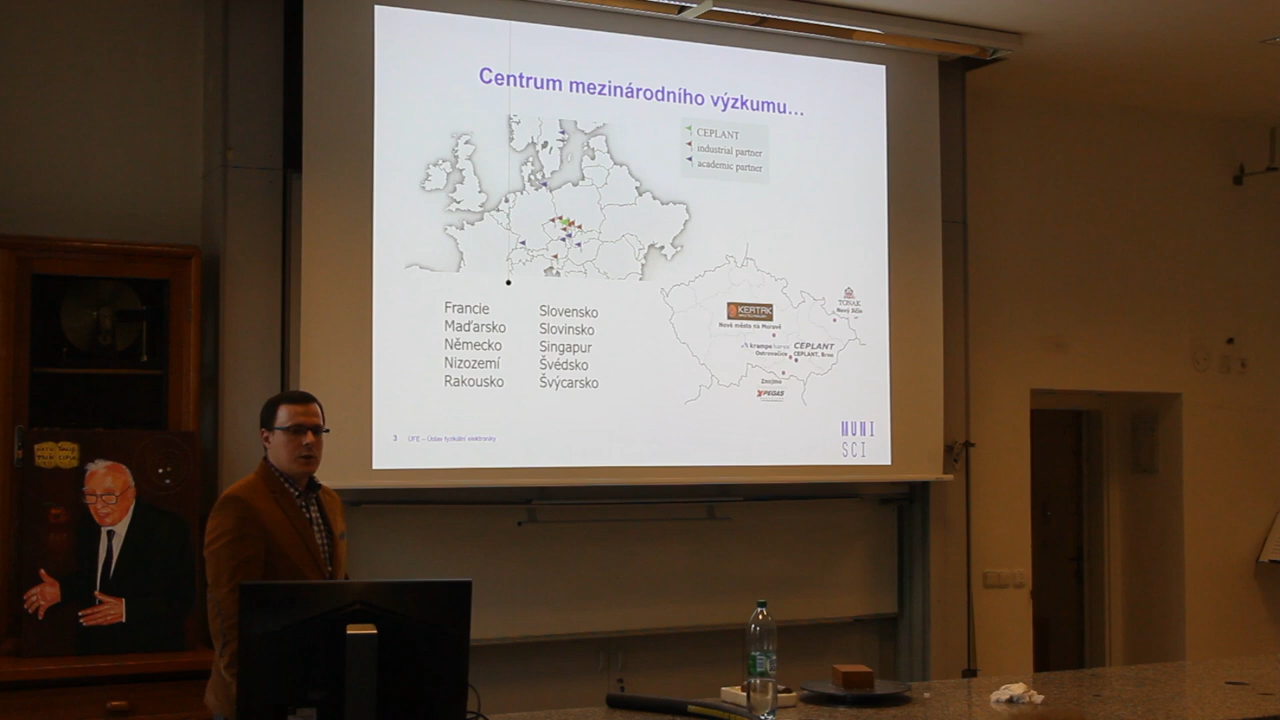 Centrum mezinárodního výzkumu...
CEPLANT
industrial partner
academic partner
Francie
Maďarsko
Německo
Nizozemí
Rakousko
Slovensko
Slovinsko
Singapur
Švédsko
Švýcarsko
KERTAK
Nové město na Moravě
TONAK
Nový Jičín
krampeharex
Ostrovačice
CEPLANT
CEPLANT, Brno
Znojmo
PEGAS
3 ÚFE – Ústav fyzikální elektroniky
MUNI
SCI